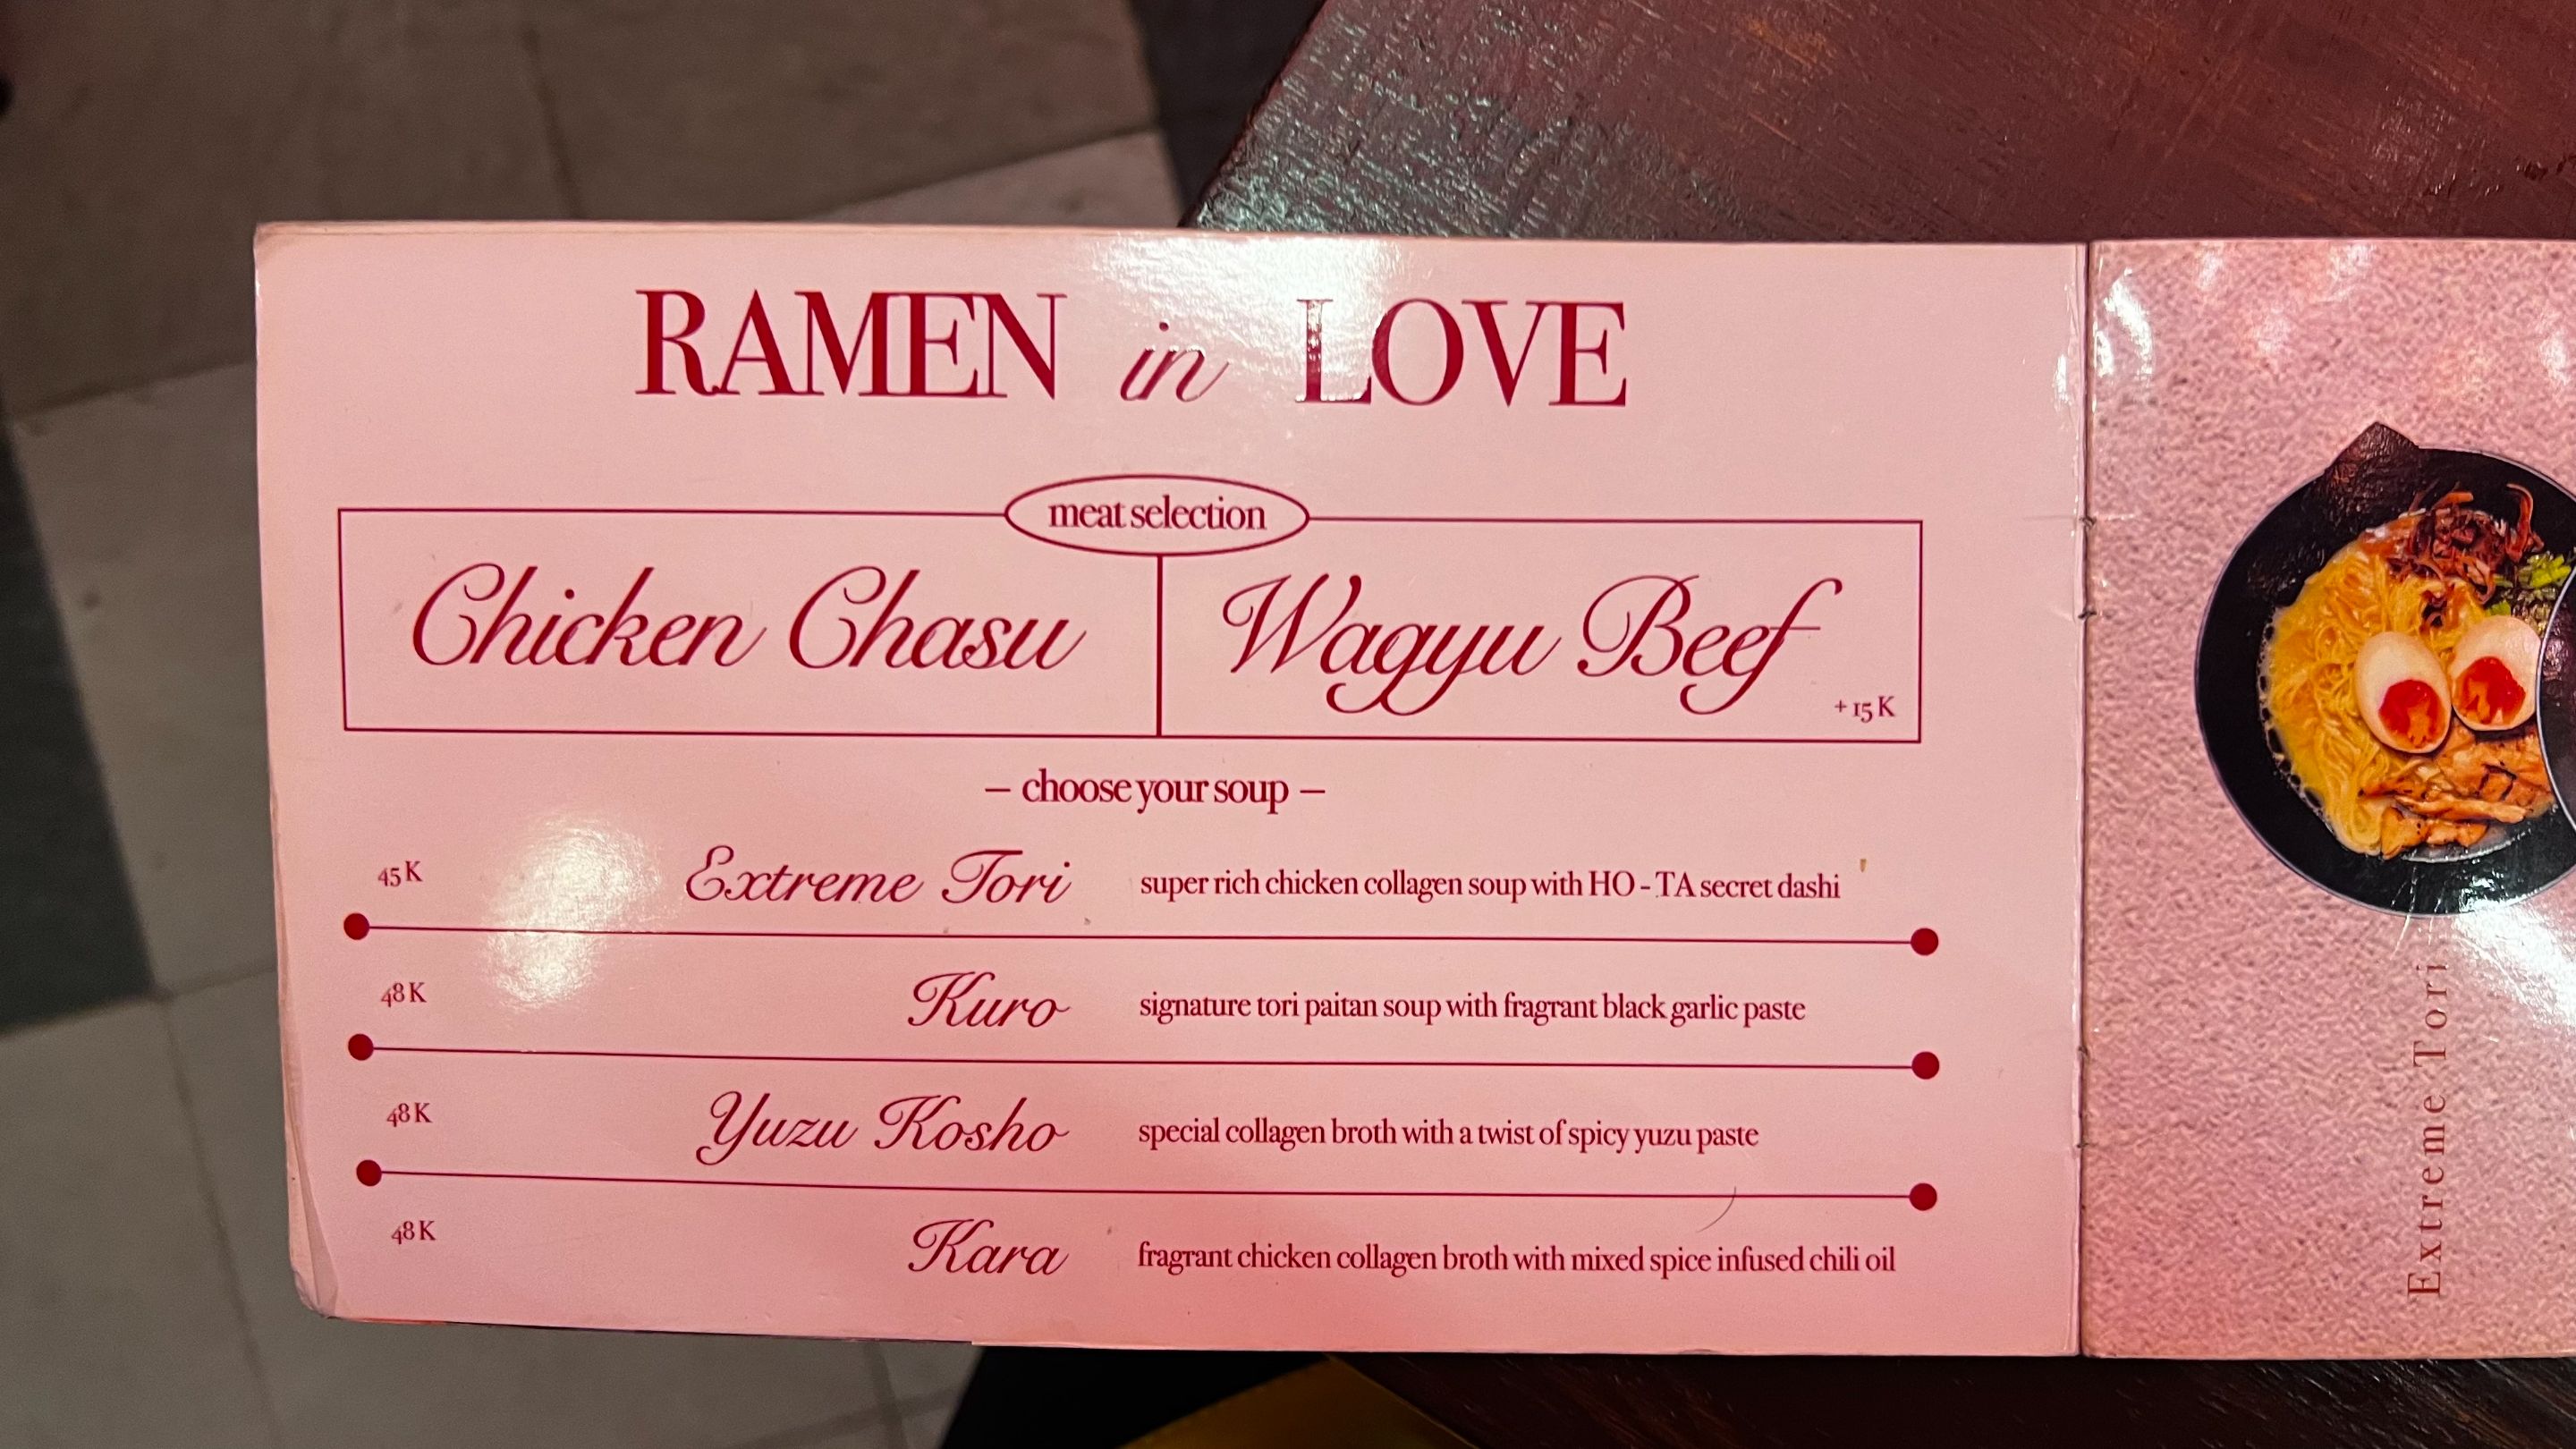 RAMEN in LOVE
meat selection
Chicken Chasu
Wagyu Beef
+15 K
– choose your soup –
45 K Extreme Tori super rich chicken collagen soup with HO - TA secret dashi
48 K Kuro signature tori paitan soup with fragrant black garlic paste
48 K Yuzu Kosho special collagen broth with a twist of spicy yuzu paste
48 K Kara fragrant chicken collagen broth with mixed spice infused chili oil
Extreme Tori